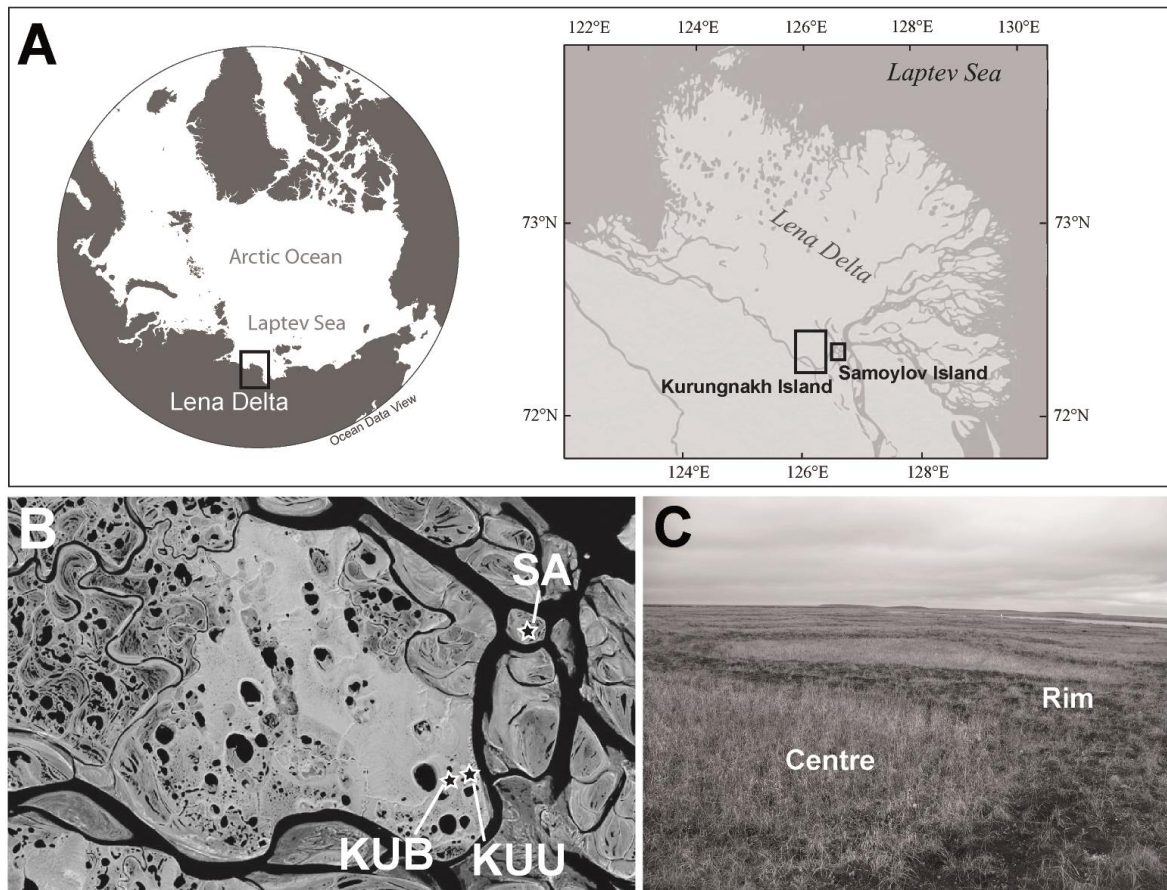 A
Arctic Ocean
Laptev Sea
Lena Delta
Ocean Data View
122°E 124°E 126°E 128°E 130°E
Laptev Sea
73°N
73°N
Lena Delta
Kurungnakh Island
Samoylov Island
72°N
72°N
124°E 126°E 128°E
B
SA
KUB
KUU
C
Rim
Centre